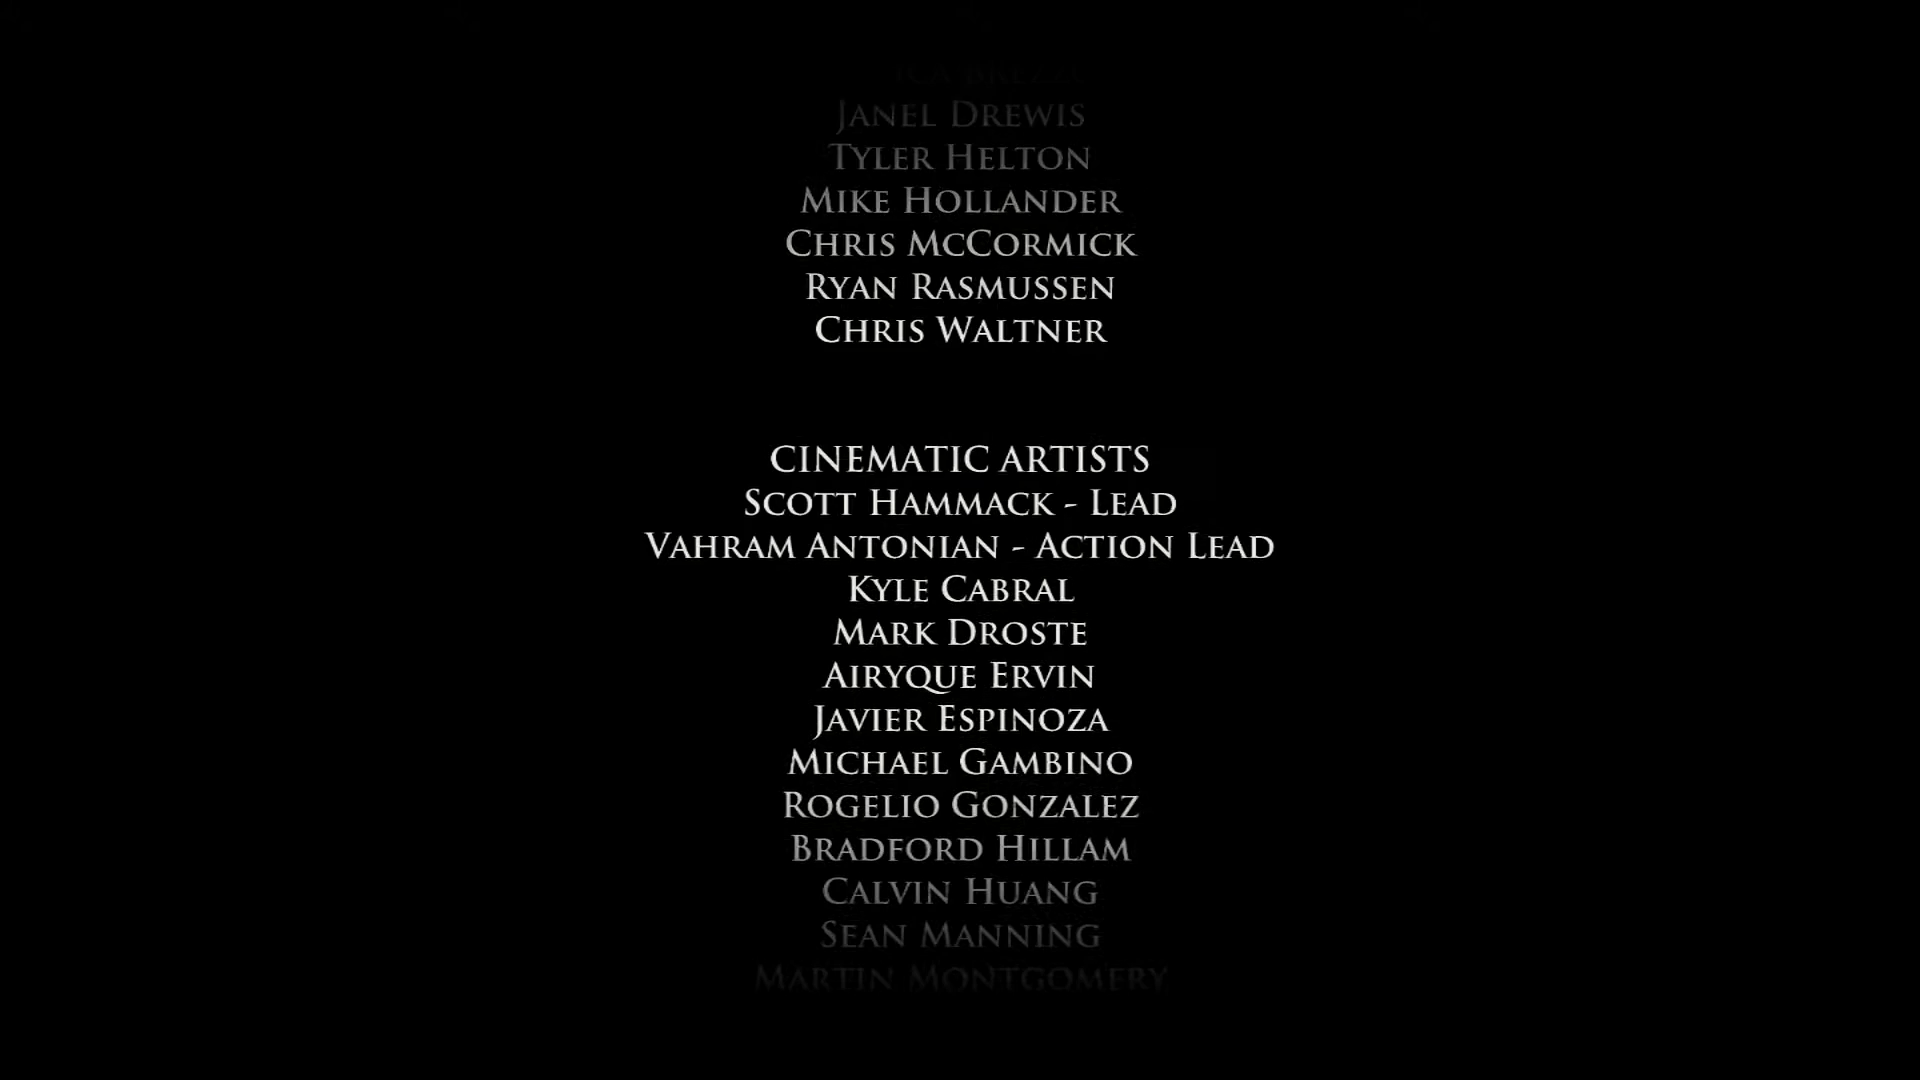 Janel Drewis
Tyler Helton
Mike Hollander
Chris McCormick
Ryan Rasmussen
Chris Waltner
CINEMATIC ARTISTS
Scott Hammack - Lead
Vahram Antonian - Action Lead
Kyle Cabral
Mark Droste
Airyque Ervin
Javier Espinoza
Michael Gambino
Rogelio Gonzalez
Bradford Hillam
Calvin Huang
Sean Manning
Martin Montgomery